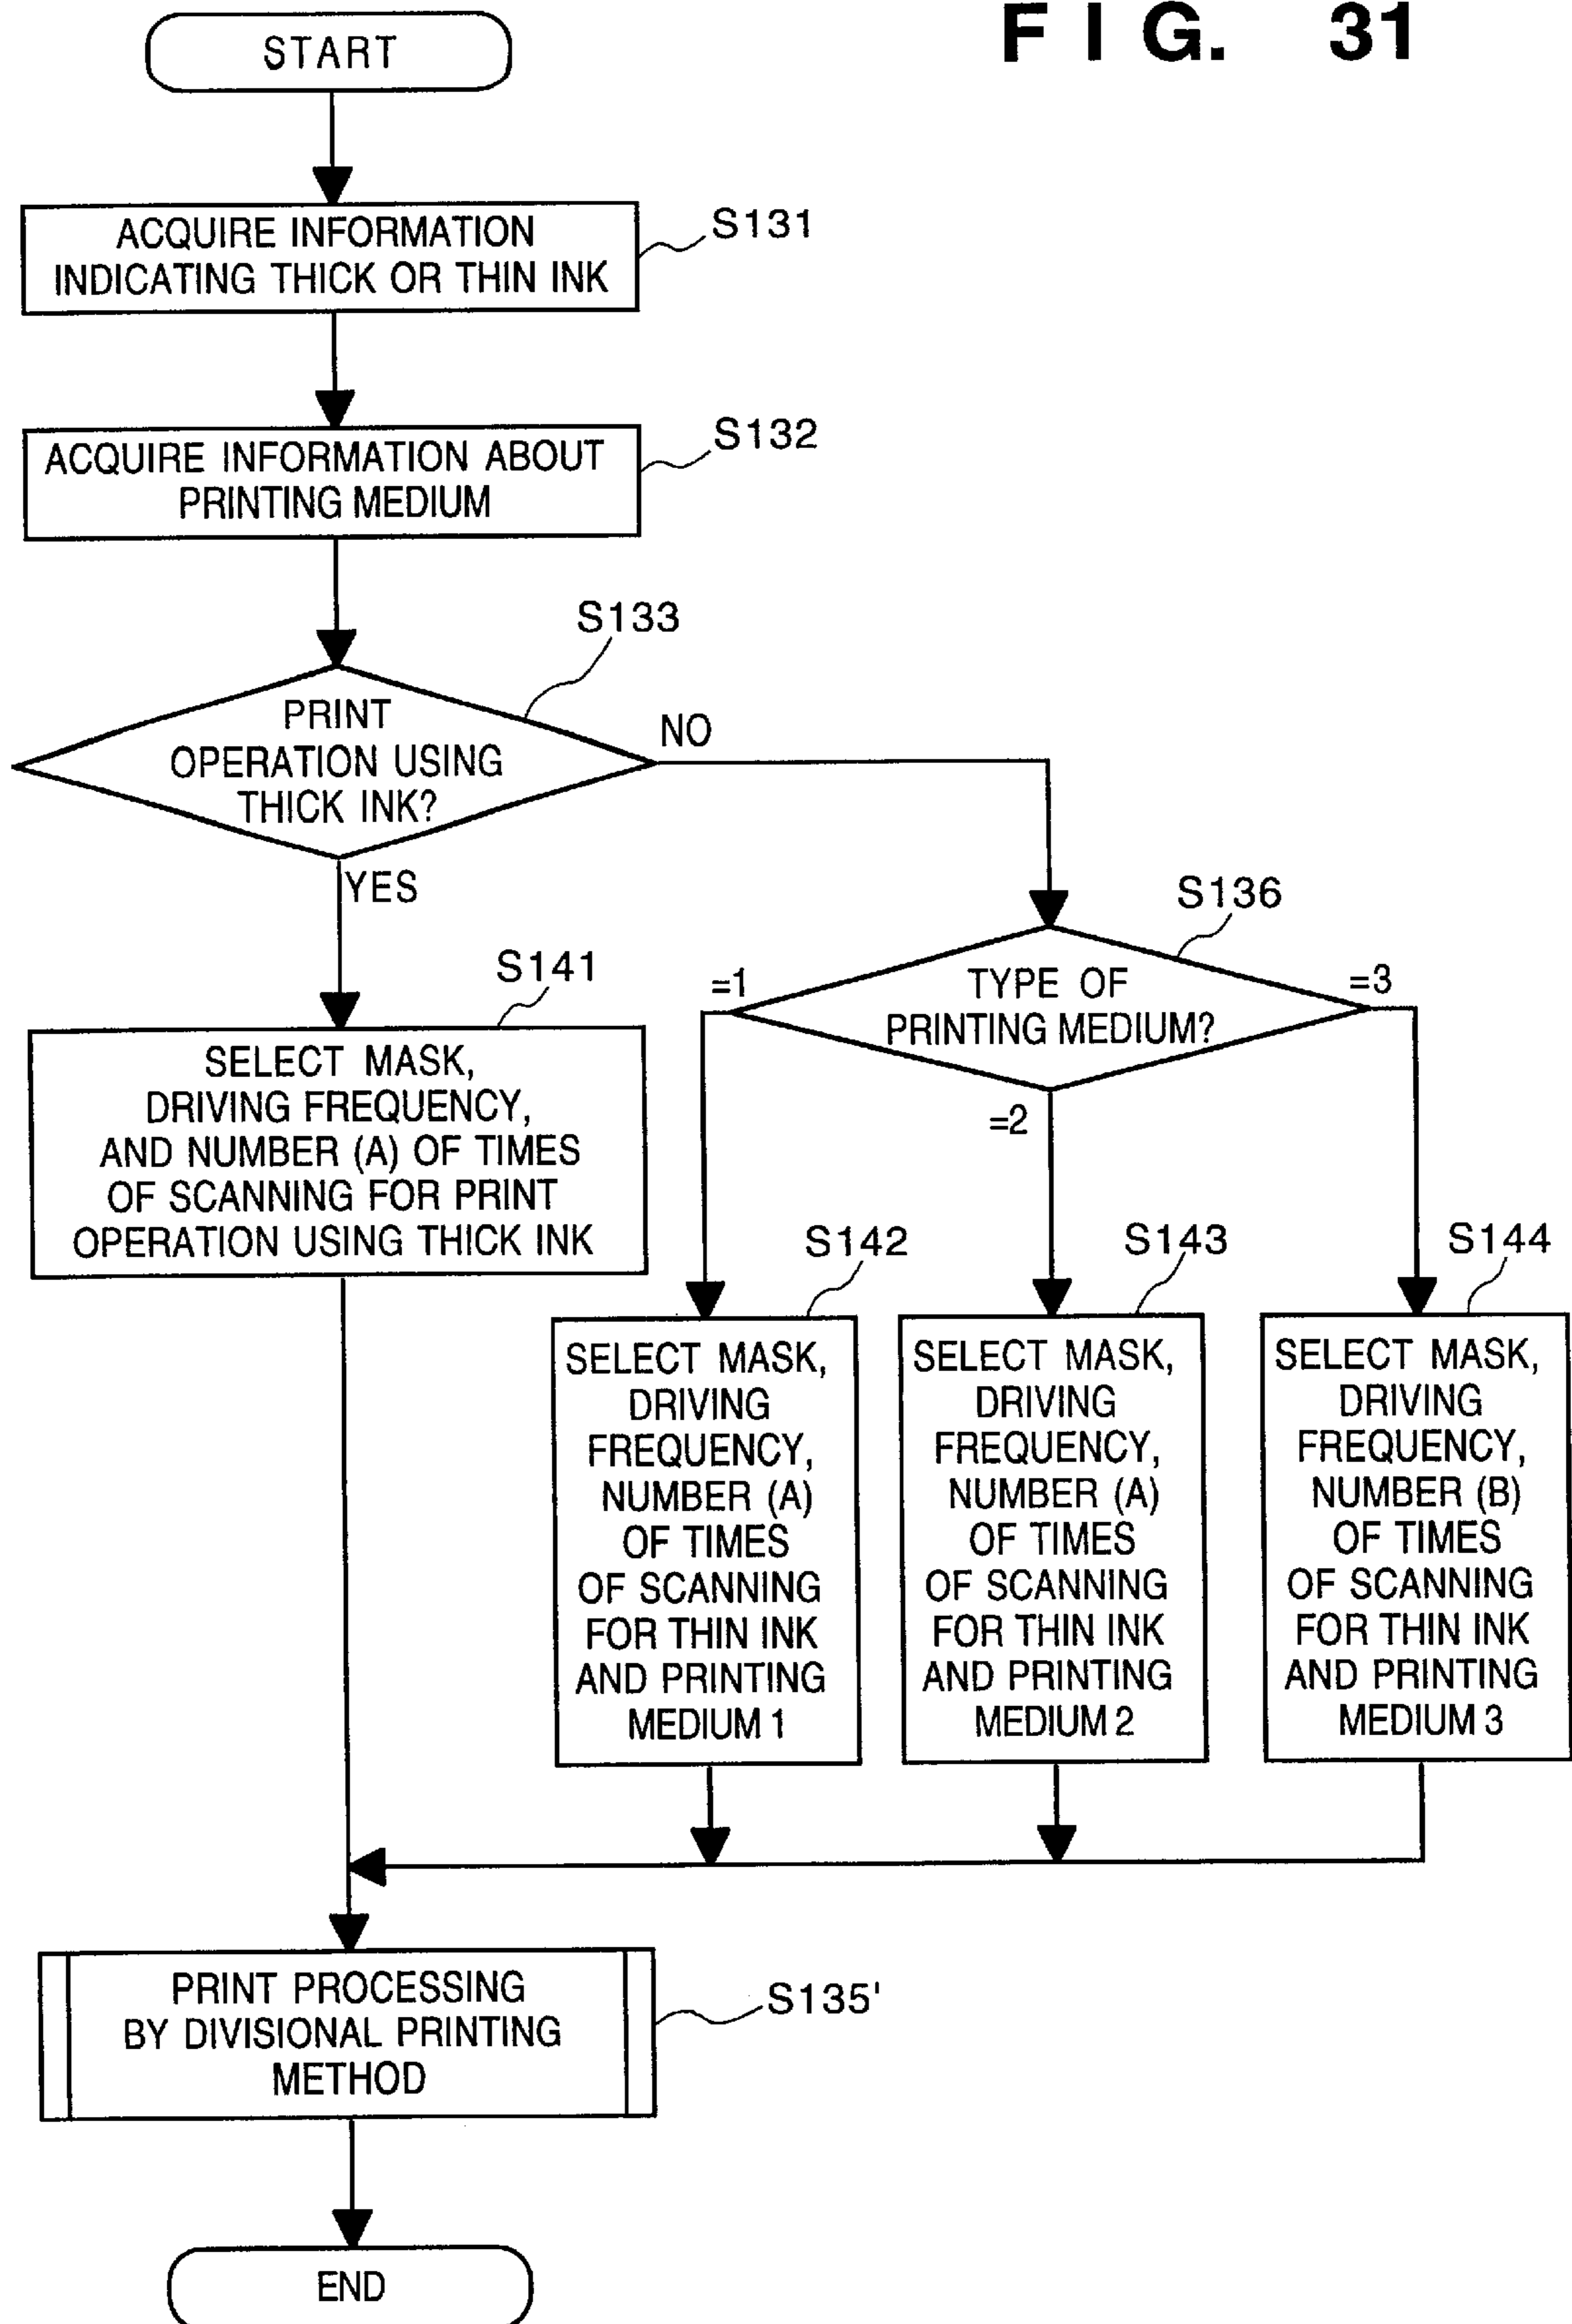 FIG. 31
START
ACQUIRE INFORMATION
INDICATING THICK OR THIN INK
S131
ACQUIRE INFORMATION ABOUT
PRINTING MEDIUM
S132
S133
PRINT
OPERATION USING
THICK INK?
NO
YES
S136
TYPE OF
PRINTING MEDIUM?
=1
=2
=3
S141
SELECT MASK,
DRIVING FREQUENCY,
AND NUMBER (A) OF TIMES
OF SCANNING FOR PRINT
OPERATION USING THICK INK
S142
SELECT MASK,
DRIVING
FREQUENCY,
NUMBER (A)
OF TIMES
OF SCANNING
FOR THIN INK
AND PRINTING
MEDIUM 1
S143
SELECT MASK,
DRIVING
FREQUENCY,
NUMBER (A)
OF TIMES
OF SCANNING
FOR THIN INK
AND PRINTING
MEDIUM 2
S144
SELECT MASK,
DRIVING
FREQUENCY,
NUMBER (B)
OF TIMES
OF SCANNING
FOR THIN INK
AND PRINTING
MEDIUM 3
PRINT PROCESSING
BY DIVISIONAL PRINTING
METHOD
S135'
END